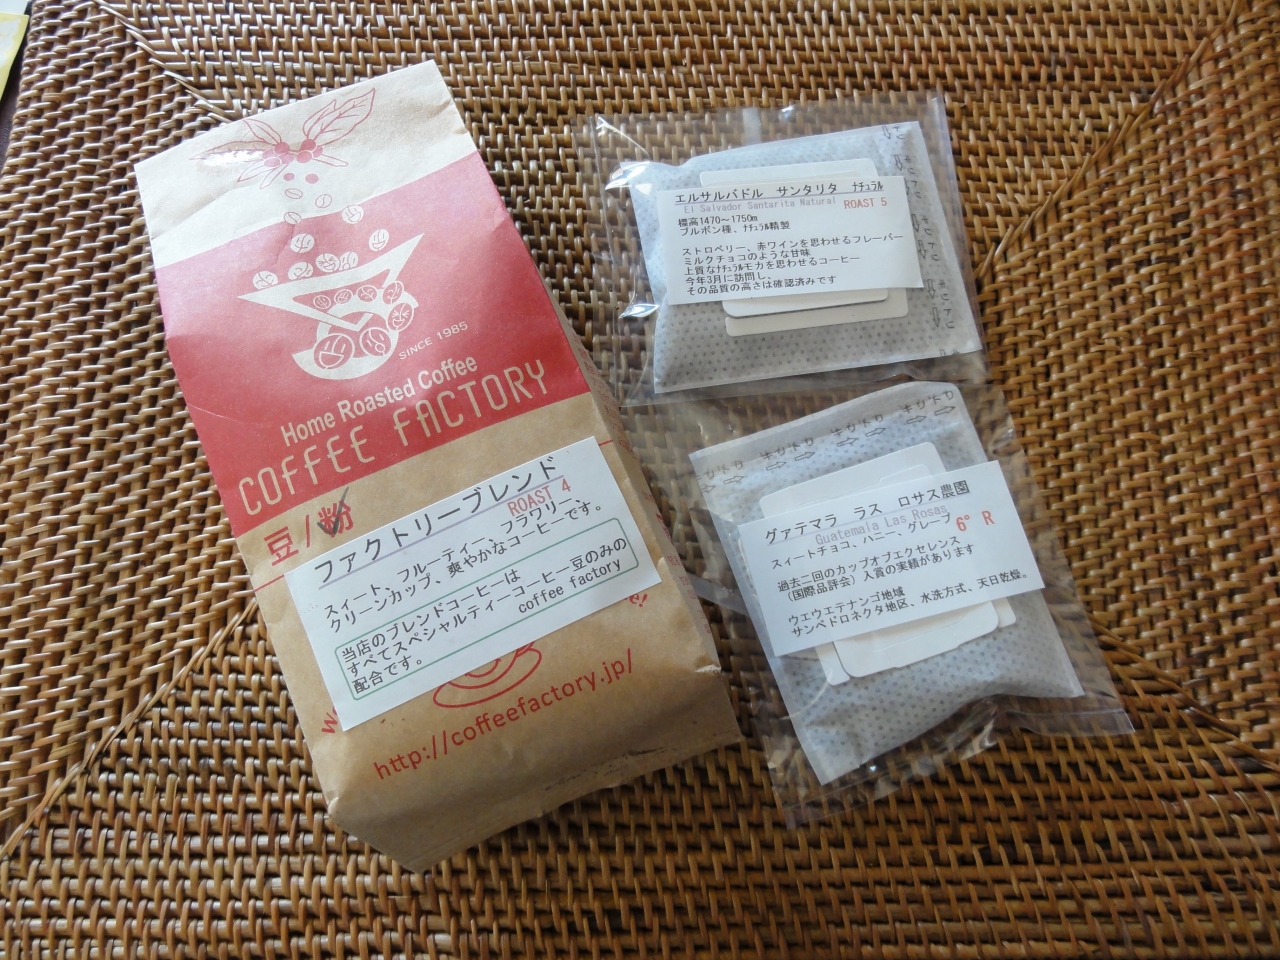 SINCE 1985
Home Roasted Coffee
COFFEE FACTORY
豆/粉
ファクトリーブレンド
ROAST 4
スィート、フルーティー、フラワリー、
クリーンカップ、爽やかなコーヒーです。
当店のブレンドコーヒーは
すべてスペシャルティーコーヒー豆のみの
配合です。 coffee factory
http://coffeefactory.jp/
エルサルバドル サンタリタ ﾅﾁｭﾗﾙ
El Salvador Santarita Natural ROAST 5
標高1470～1750m
ブルボン種、ﾅﾁｭﾗﾙ精製
ストロベリー、赤ワインを思わせるフレーバー
ミルクチョコのような甘味
上質なﾅﾁｭﾗﾙモカを思わせるコーヒー
今年3月に訪問し、
その品質の高さは確認済みです
きりとり きりとり きりとり
グァテマラ ラス ロサス農園
Guatemala Las Rosas
スィートチョコ、ハニー、グレープ 6° R
過去二回のカップオブエクセレンス
（国際品評会）入賞の実績があります
ウエウエテナンゴ地域
サンペドロネクタ地区、水洗方式、天日乾燥。